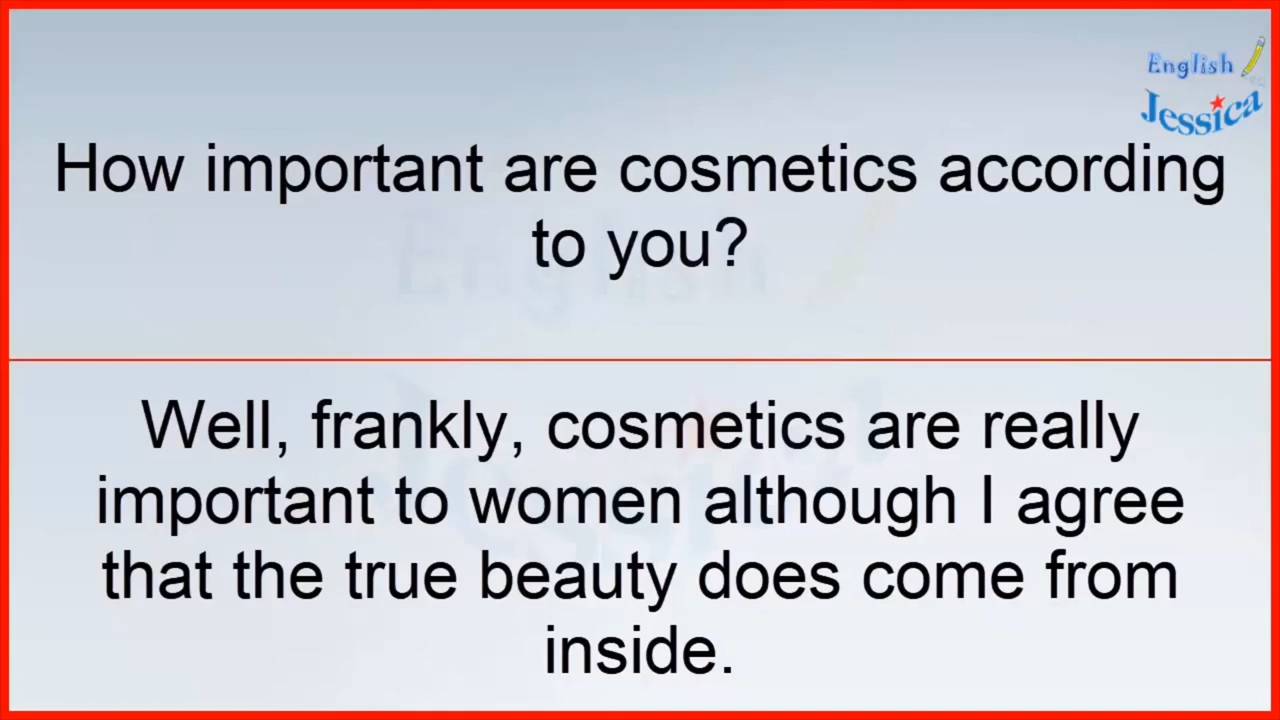 English
Jessica
How important are cosmetics according
to you?
Well, frankly, cosmetics are really
important to women although I agree
that the true beauty does come from
inside.